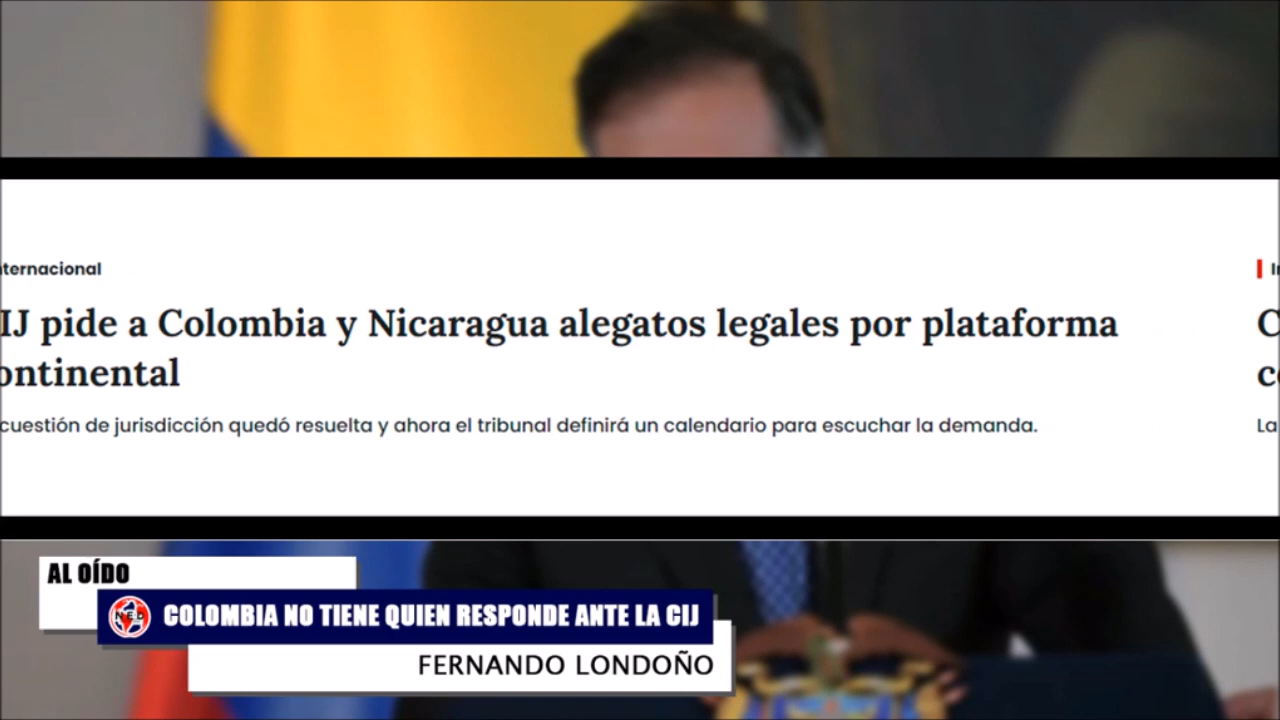 nternacional
IJ pide a Colombia y Nicaragua alegatos legales por plataforma
ontinental
cuestión de jurisdicción quedó resuelta y ahora el tribunal definirá un calendario para escuchar la demanda.
I
C
c
La
AL OÍDO
COLOMBIA NO TIENE QUIEN RESPONDE ANTE LA CIJ
FERNANDO LONDOÑO